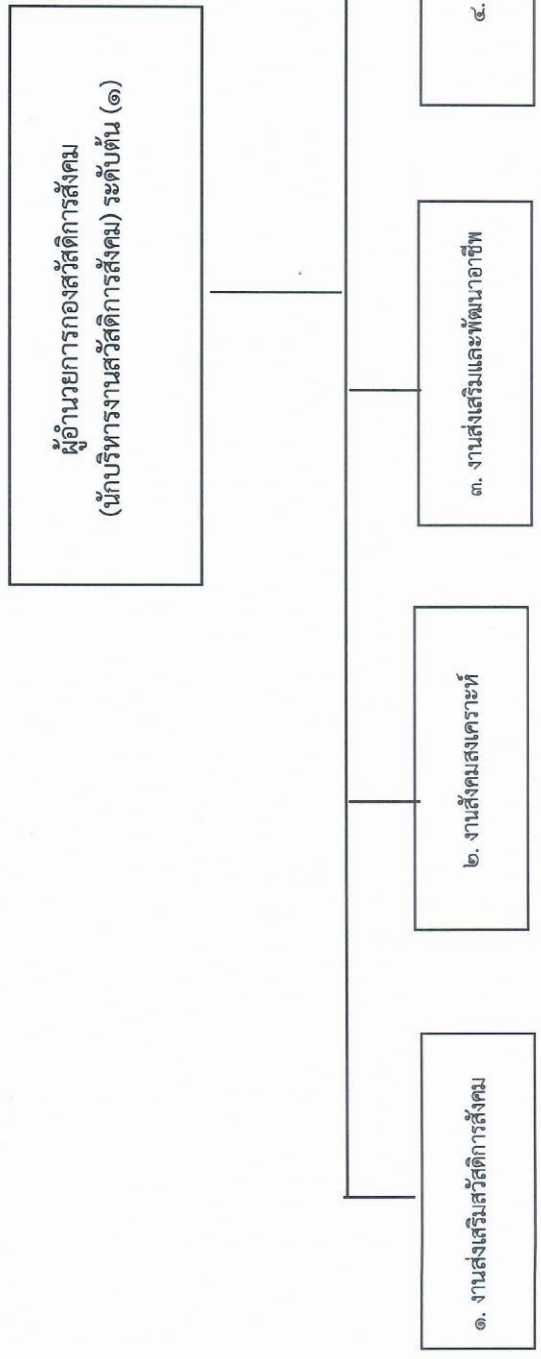 ผู้อำนวยการกองสวัสดิการสังคม
(นักบริหารงานสวัสดิการสังคม) ระดับต้น (๑)
๑. งานส่งเสริมสวัสดิการสังคม
๒. งานสังคมสงเคราะห์
๓. งานส่งเสริมและพัฒนาอาชีพ
๔.